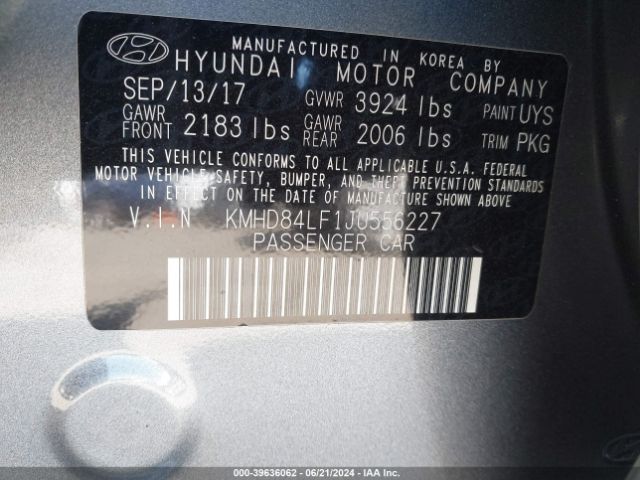 MANUFACTURED IN KOREA BY
HYUNDAI MOTOR COMPANY
SEP/13/17 GVWR 3924 lbs PAINT UYS
GAWR FRONT 2183 lbs GAWR REAR 2006 lbs TRIM PKG
THIS VEHICLE CONFORMS TO ALL APPLICABLE U.S.A. FEDERAL
MOTOR VEHICLE SAFETY, BUMPER, AND THEFT PREVENTION STANDARDS
IN EFFECT ON THE DATE OF MANUFACTURE SHOWN ABOVE
V.I.N KMHD84LF1JU556227
PASSENGER CAR
000-39636062 - 06/21/2024 - IAA Inc.